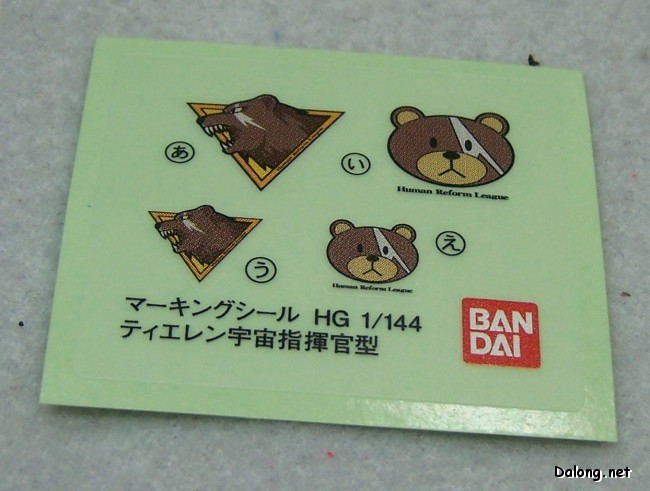 あ
い
Human Reform League
う
え
Human Reform League
マーキングシール HG 1/144
ティエレン宇宙指揮官型
BAN
DAI
Dalong.net